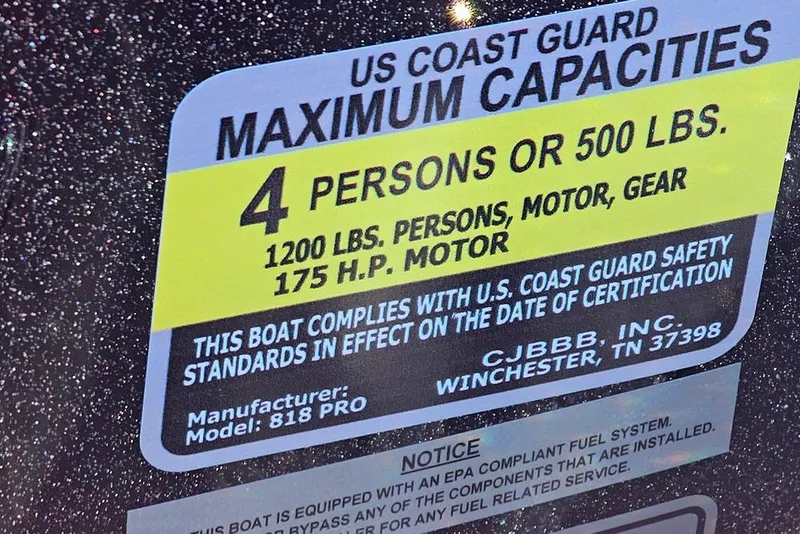 US COAST GUARD
MAXIMUM CAPACITIES
4 PERSONS OR 500 LBS.
1200 LBS. PERSONS, MOTOR, GEAR
175 H.P. MOTOR
THIS BOAT COMPLIES WITH U.S. COAST GUARD SAFETY
STANDARDS IN EFFECT ON THE DATE OF CERTIFICATION
CJBBB, INC.
WINCHESTER, TN 37398
Manufacturer:
Model: 818 PRO
NOTICE
THIS BOAT IS EQUIPPED WITH AN EPA COMPLIANT FUEL SYSTEM.
OR BYPASS ANY OF THE COMPONENTS THAT ARE INSTALLED.
FOR ANY FUEL RELATED SERVICE.